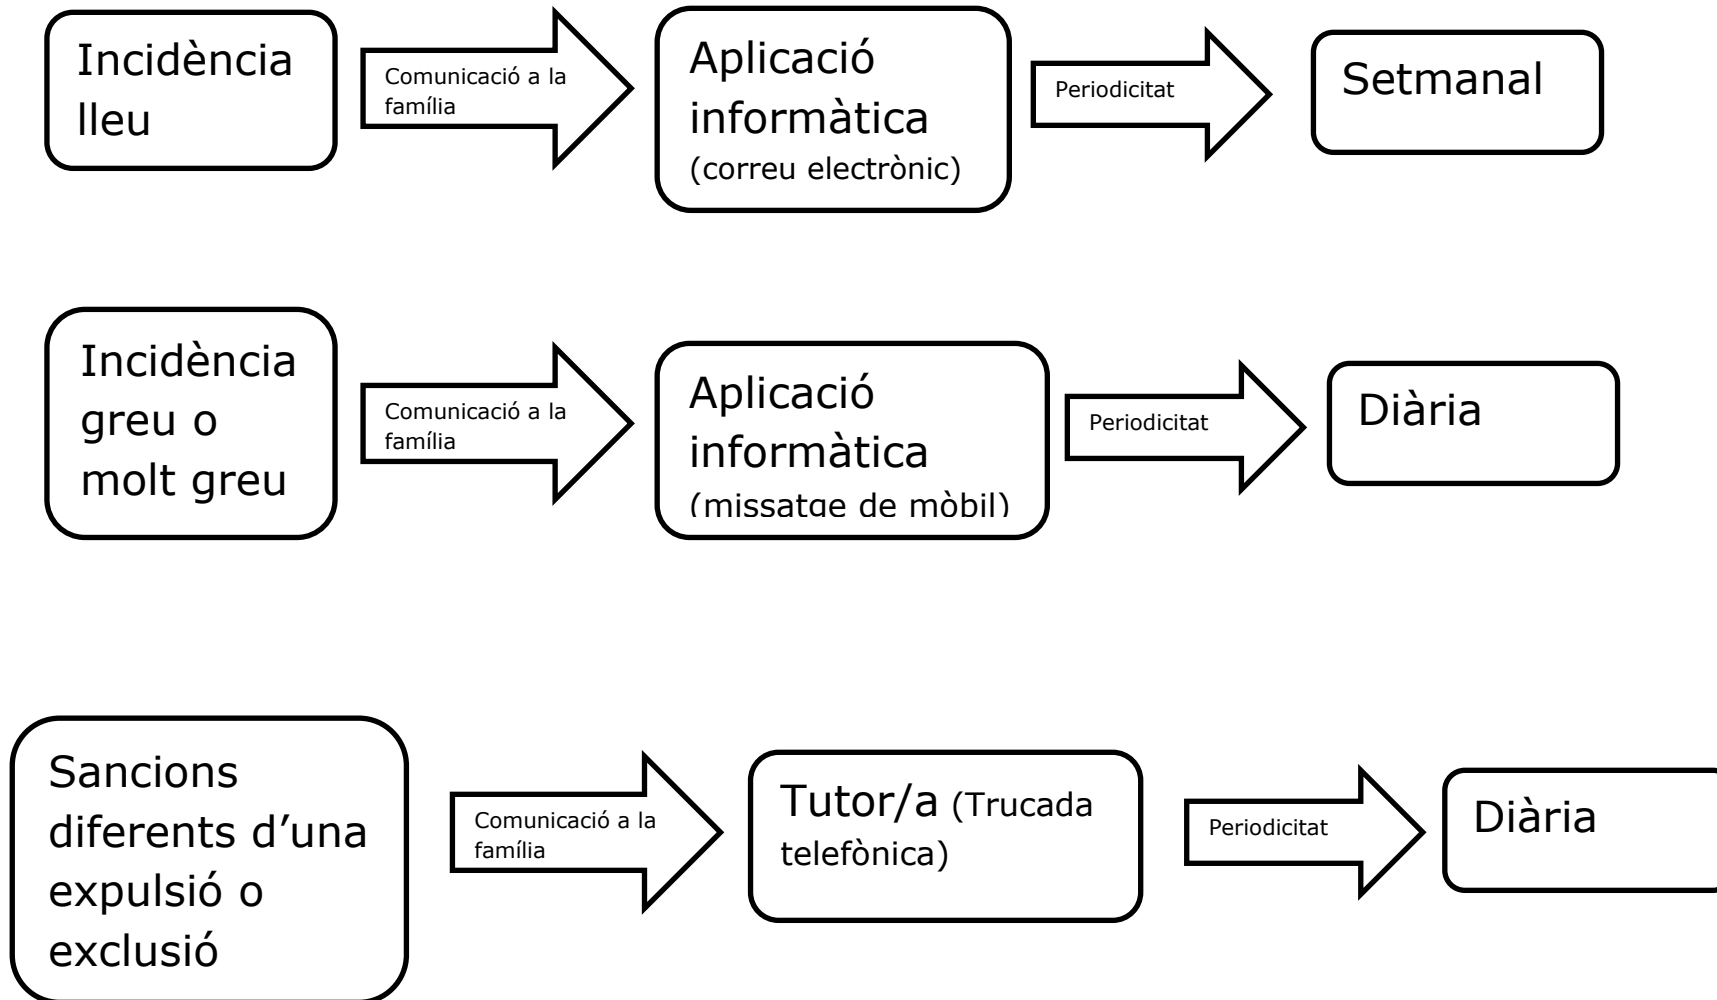 Incidència
lleu
Comunicació a la
família
Aplicació
informàtica
(correu electrònic)
Periodicitat
Setmanal
Incidència
greu o
molt greu
Comunicació a la
família
Aplicació
informàtica
(missatge de mòbil)
Periodicitat
Diària
Sancions
diferents d’una
expulsió o
exclusió
Comunicació a la
família
Tutor/a (Trucada
telefònica)
Periodicitat
Diària